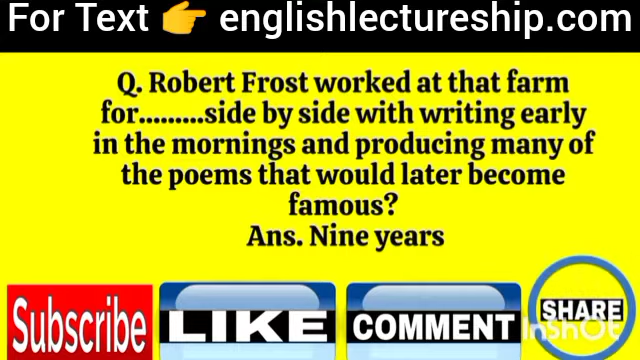 For Text 👉 englishlectureship.com
Q. Robert Frost worked at that farm
for.........side by side with writing early
in the mornings and producing many of
the poems that would later become
famous?
Ans. Nine years
Subscribe LIKE COMMENT SHARE
InShOt